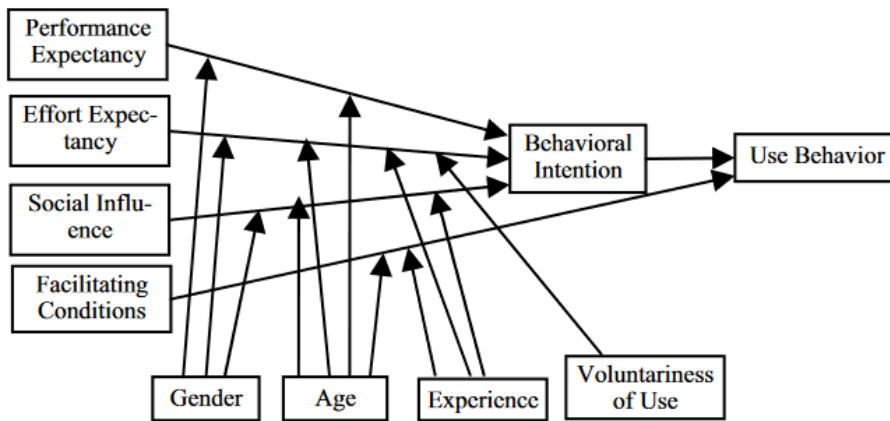 Performance
Expectancy
Effort Expec-
tancy
Social Influ-
ence
Facilitating
Conditions
Behavioral
Intention
Use Behavior
Gender
Age
Experience
Voluntariness
of Use